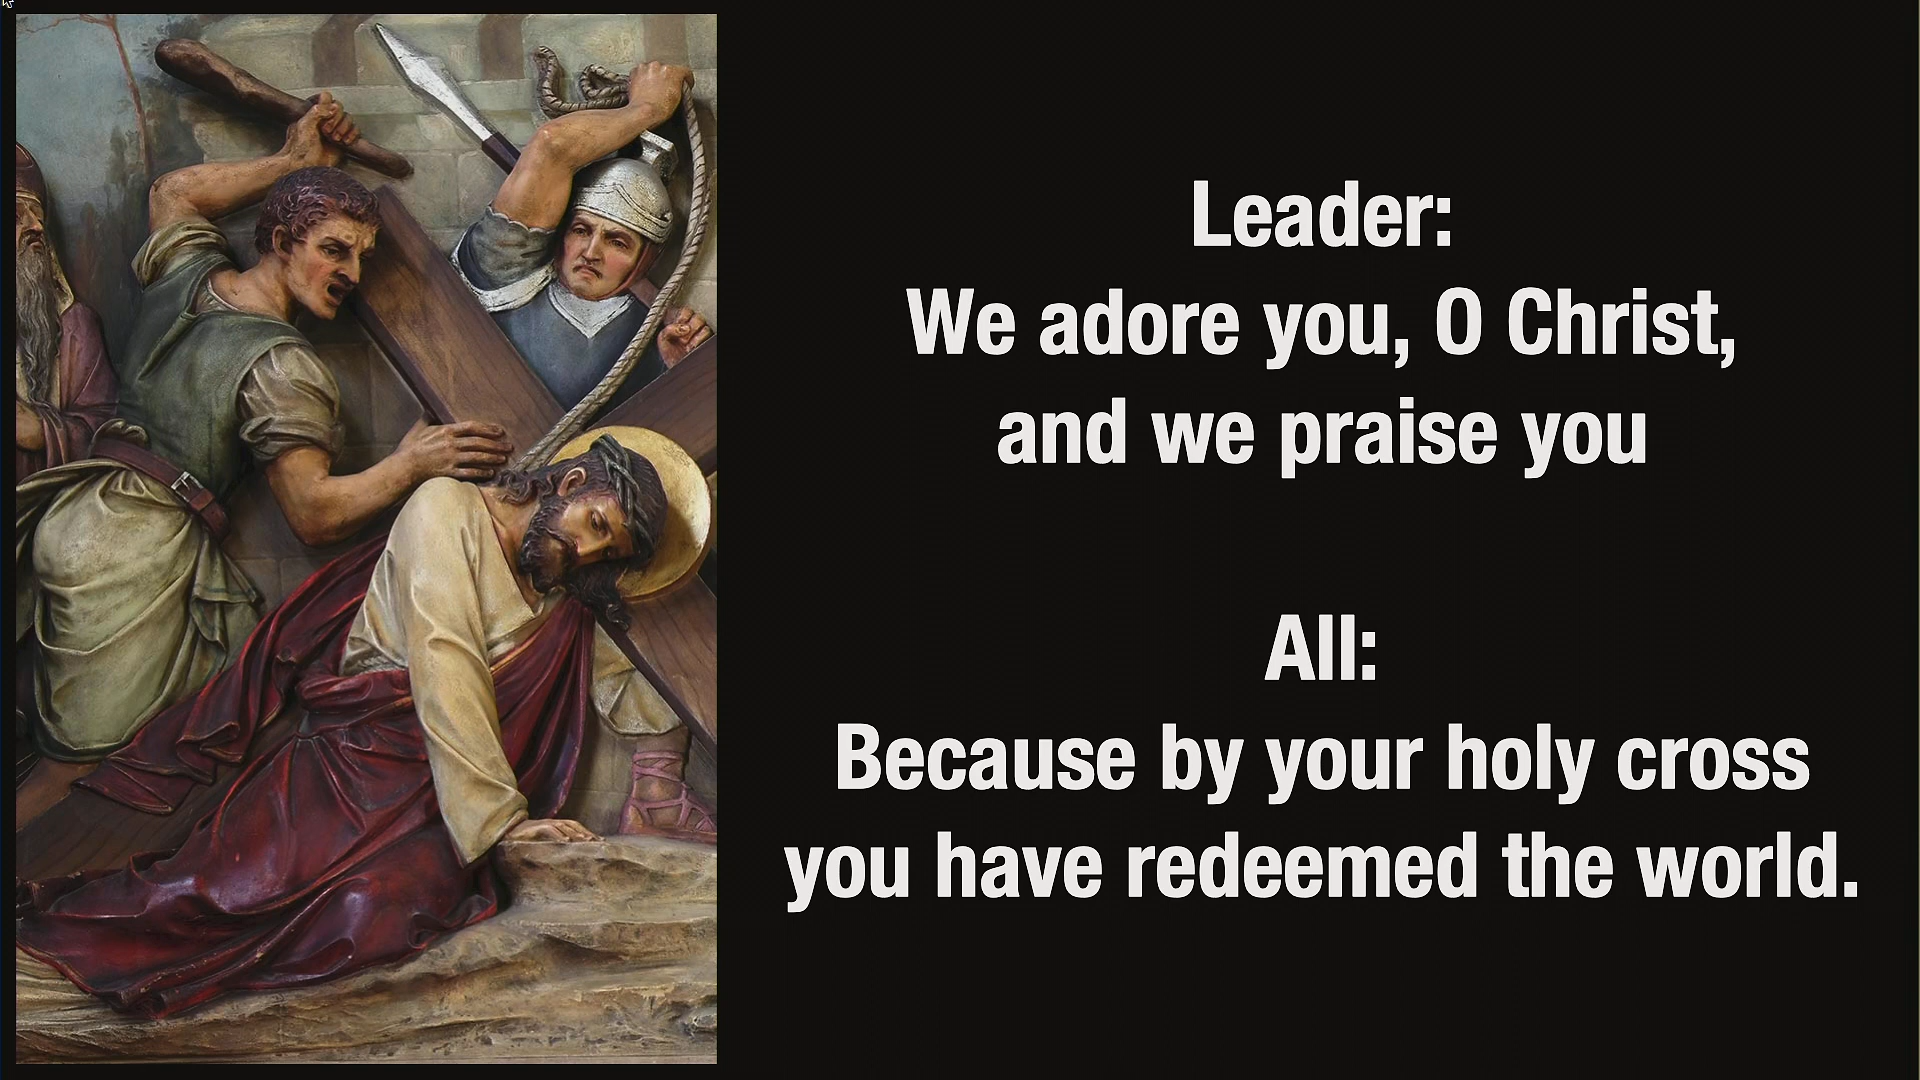 Leader:
We adore you, O Christ,
and we praise you
All:
Because by your holy cross
you have redeemed the world.